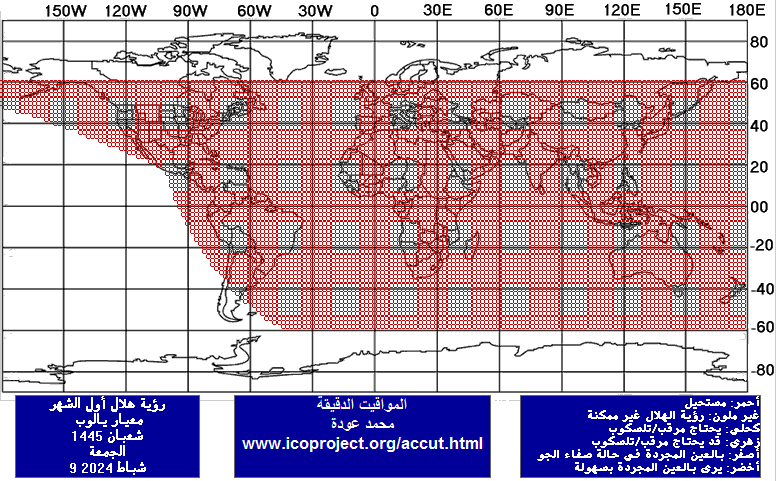 150W 120W 90W 60W 30W 0 30E 60E 90E 120E 150E 180E
80
60
40
20
00
-20
-40
-60
-80
رؤية هلال أول الشهر
معيار يالوب
شعبان 1445
الجمعة
9 شباط 2024
المواقيت الدقيقة
محمد عودة
www.icoproject.org/accut.html
أحمر: مستحيل
غير ملون: رؤية الهلال غير ممكنة
كحلي: يحتاج مرقب/تلسكوب
زهري: قد يحتاج مرقب/تلسكوب
أصفر: بالعين المجردة في حالة صفاء الجو
أخضر: يرى بالعين المجردة بصهولة